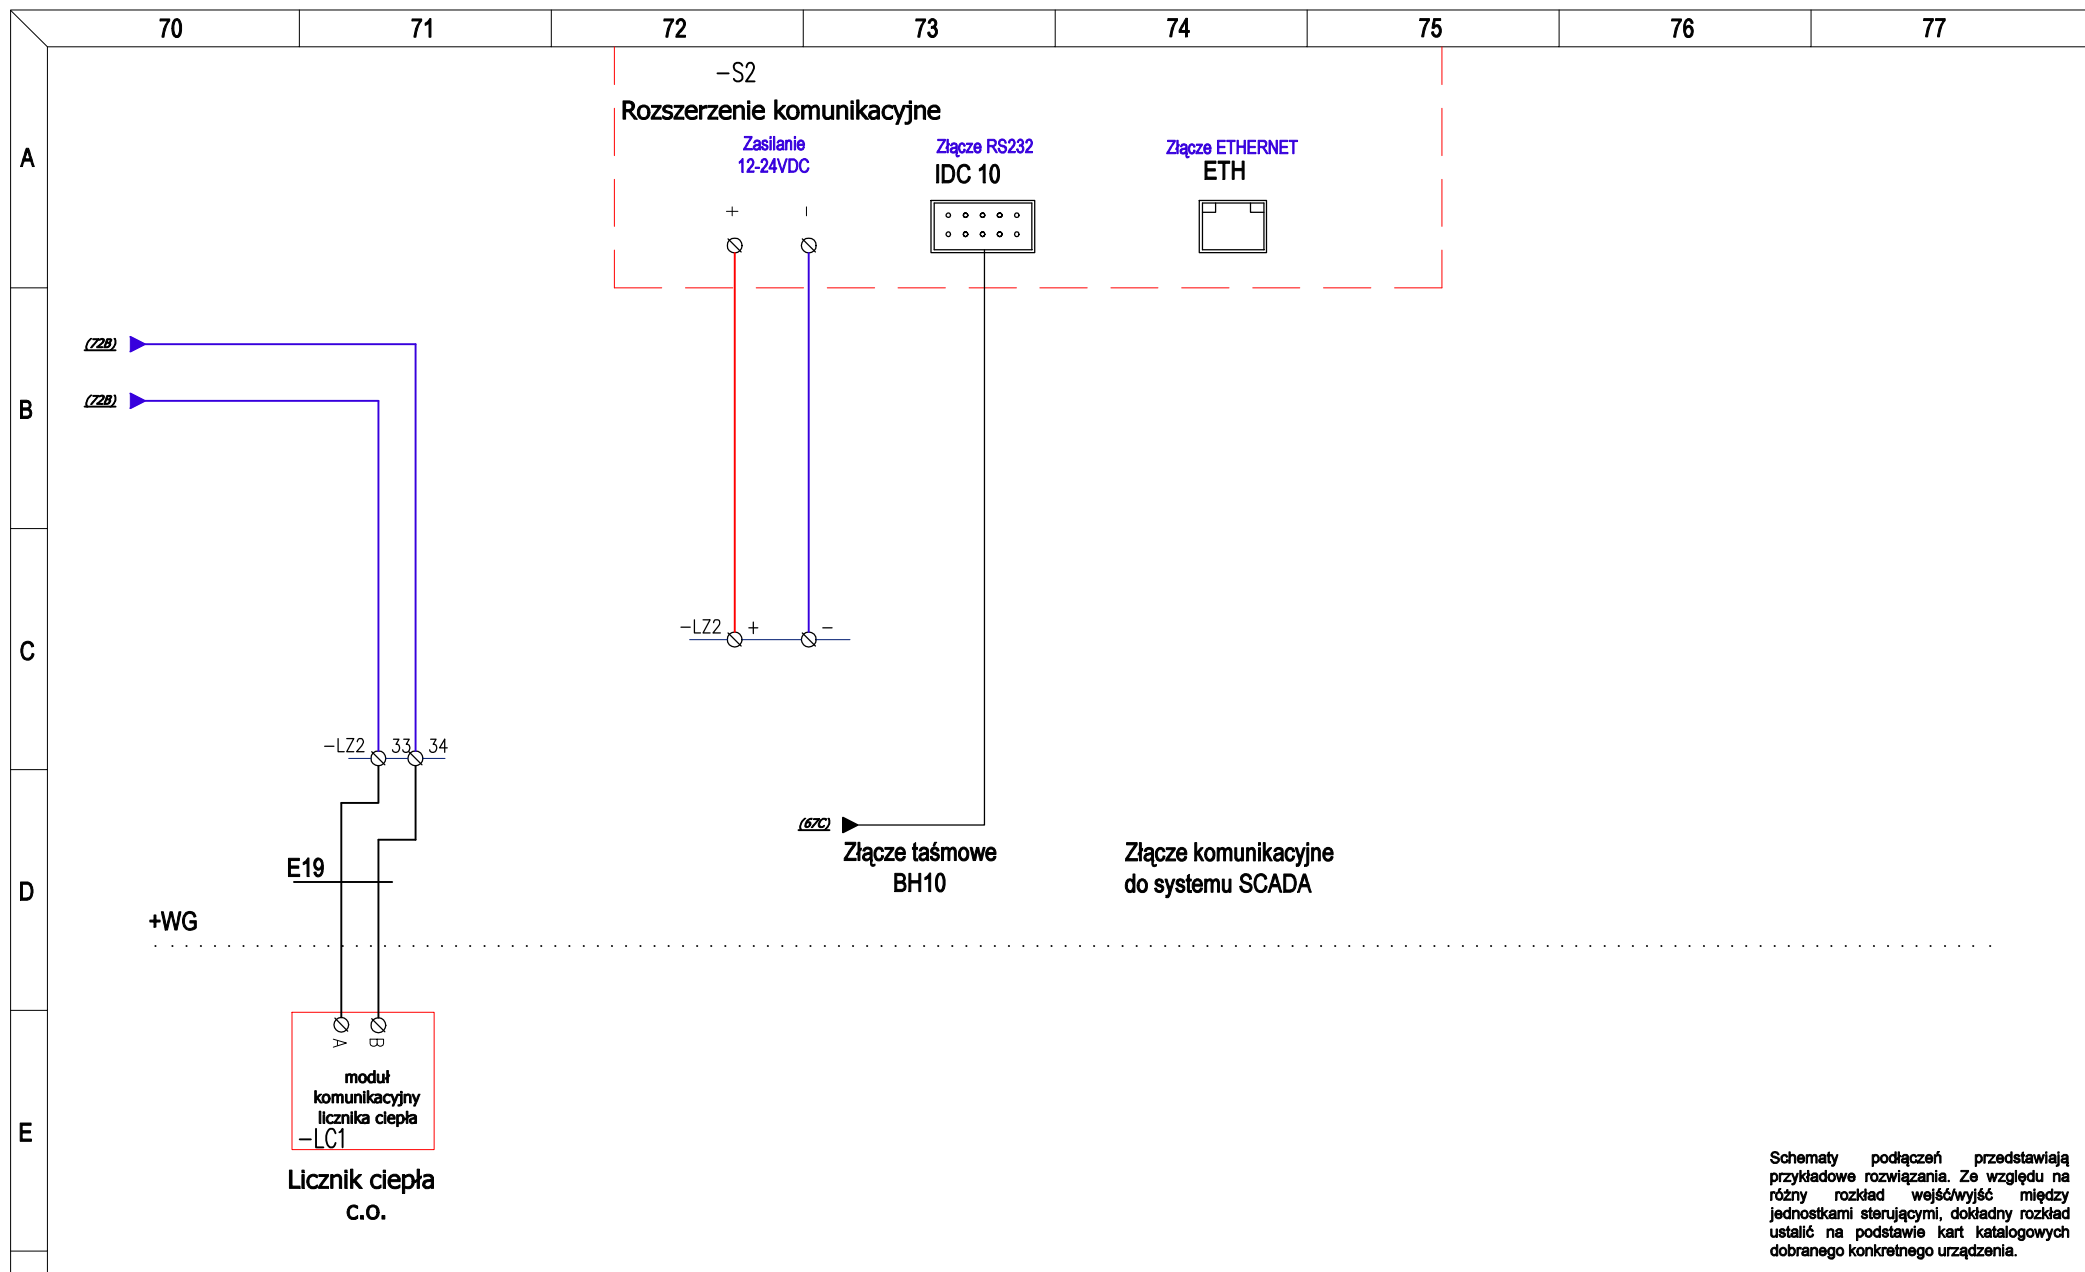 70 71 72 73 74 75 76 77
-S2
Rozszerzenie komunikacyjne
A
Zasilanie
12-24VDC
Złącze RS232
IDC 10
Złącze ETHERNET
ETH
+ -
(72B)
(72B)
B
-LZ2 + -
C
-LZ2 33 34
(67C)
Złącze taśmowe
BH10
Złącze komunikacyjne
do systemu SCADA
E19
D
+WG
A B
moduł
komunikacyjny
licznika ciepła
-LC1
E
Licznik ciepła
c.o.
Schematy podłączeń przedstawiają
przykładowe rozwiązania. Ze względu na
różny rozkład wejść/wyjść między
jednostkami sterującymi, dokładny rozkład
ustalić na podstawie kart katalogowych
dobranego konkretnego urządzenia.